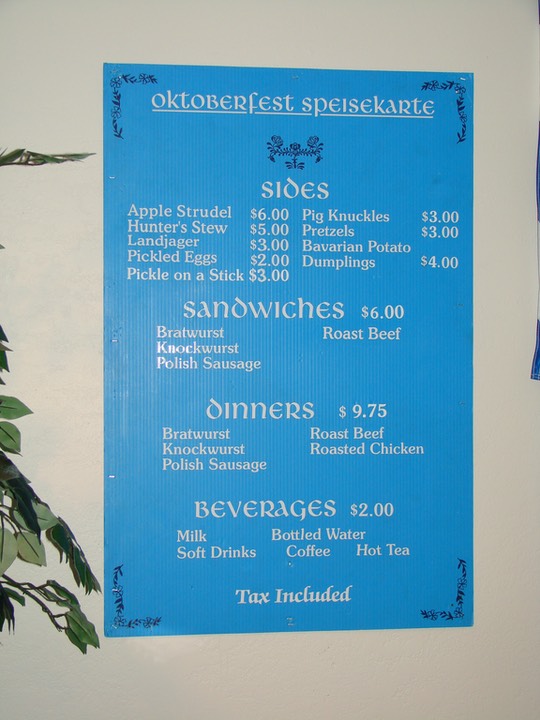 Oktoberfest Speisekarte
Sides
Apple Strudel $6.00
Hunter's Stew $5.00
Landjager $3.00
Pickled Eggs $2.00
Pickle on a Stick $3.00
Pig Knuckles $3.00
Pretzels $3.00
Bavarian Potato
Dumplings $4.00
Sandwiches $6.00
Bratwurst
Knockwurst
Polish Sausage
Roast Beef
Dinners $ 9.75
Bratwurst
Knockwurst
Polish Sausage
Roast Beef
Roasted Chicken
Beverages $2.00
Milk Bottled Water
Soft Drinks Coffee Hot Tea
Tax Included